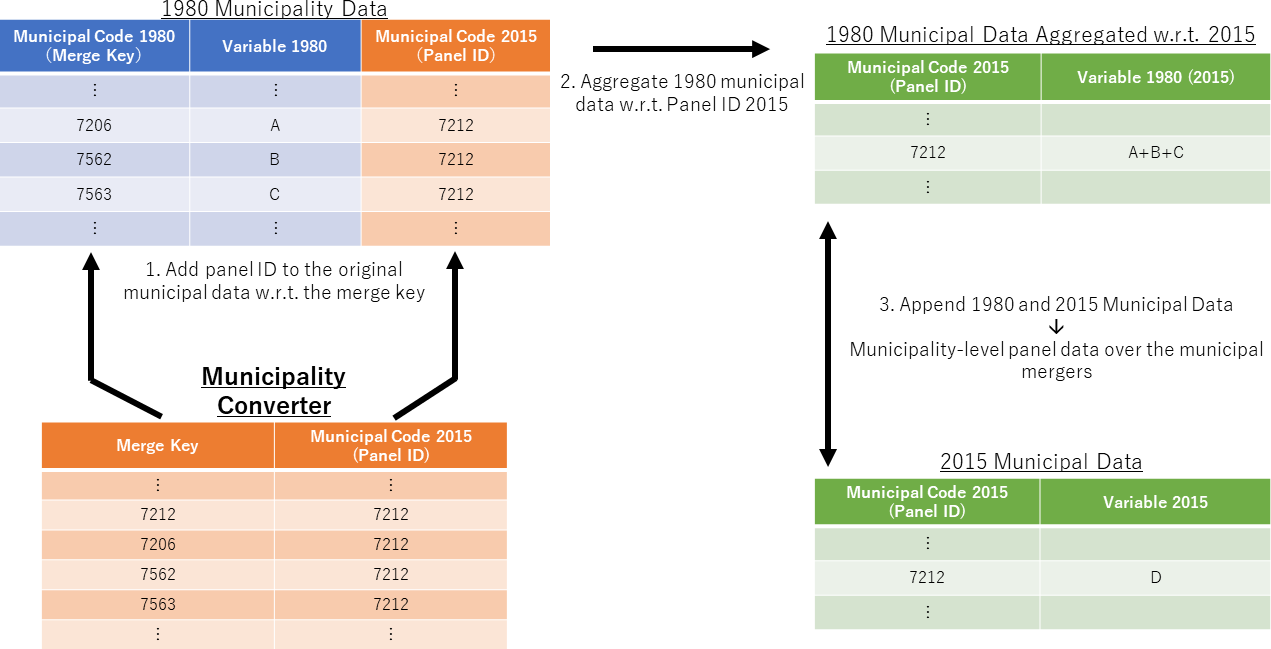 1980 Municipality Data
Municipal Code 1980 Variable 1980 Municipal Code 2015
(Merge Key) (Panel ID)
⋮ ⋮ ⋮
7206 A 7212
7562 B 7212
7563 C 7212
⋮ ⋮ ⋮
1. Add panel ID to the original
municipal data w.r.t. the merge key
Municipality
Converter
Merge Key Municipal Code 2015
(Panel ID)
⋮ ⋮
7212 7212
7206 7212
7562 7212
7563 7212
⋮ ⋮
2. Aggregate 1980 municipal
data w.r.t. Panel ID 2015
1980 Municipal Data Aggregated w.r.t. 2015
Municipal Code 2015 Variable 1980 (2015)
(Panel ID)
⋮
7212 A+B+C
⋮
3. Append 1980 and 2015 Municipal Data
↓
Municipality-level panel data over the municipal
mergers
2015 Municipal Data
Municipal Code 2015 Variable 2015
(Panel ID)
⋮
7212 D
⋮